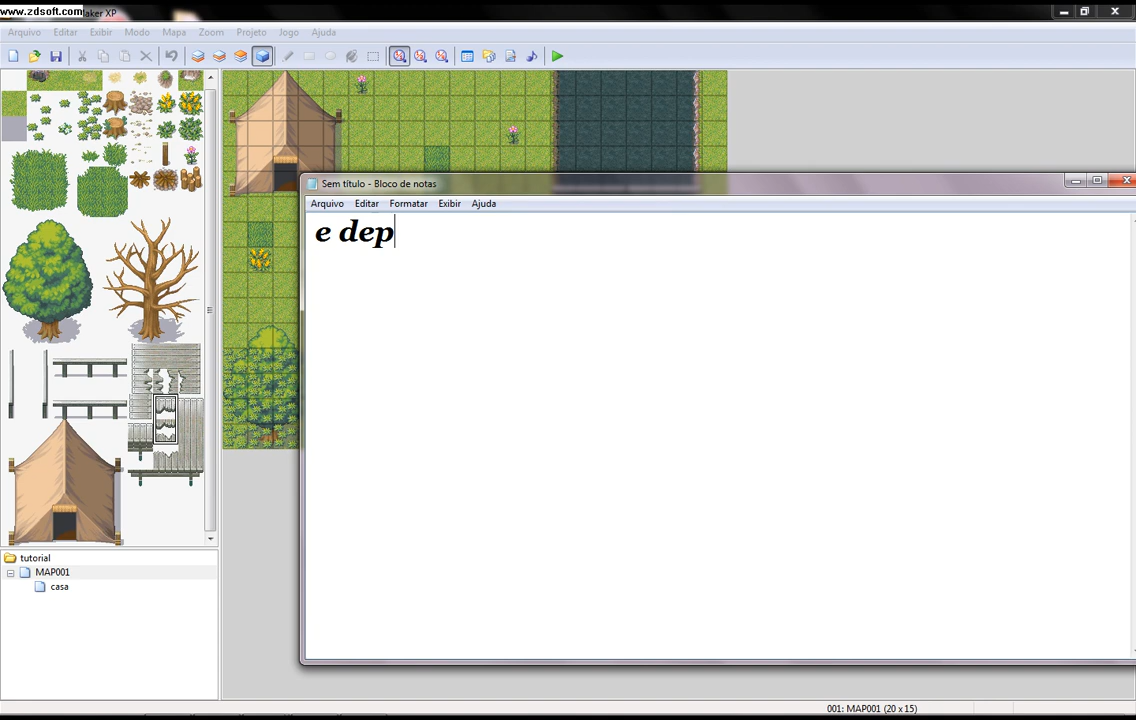 www.zdsoft.com
aker XP
Arquivo Editar Exibir Modo Mapa Zoom Projeto Jogo Ajuda
Sem título - Bloco de notas
Arquivo Editar Formatar Exibir Ajuda
e dep
tutorial
MAP001
casa
001: MAP001 (20 x 15)